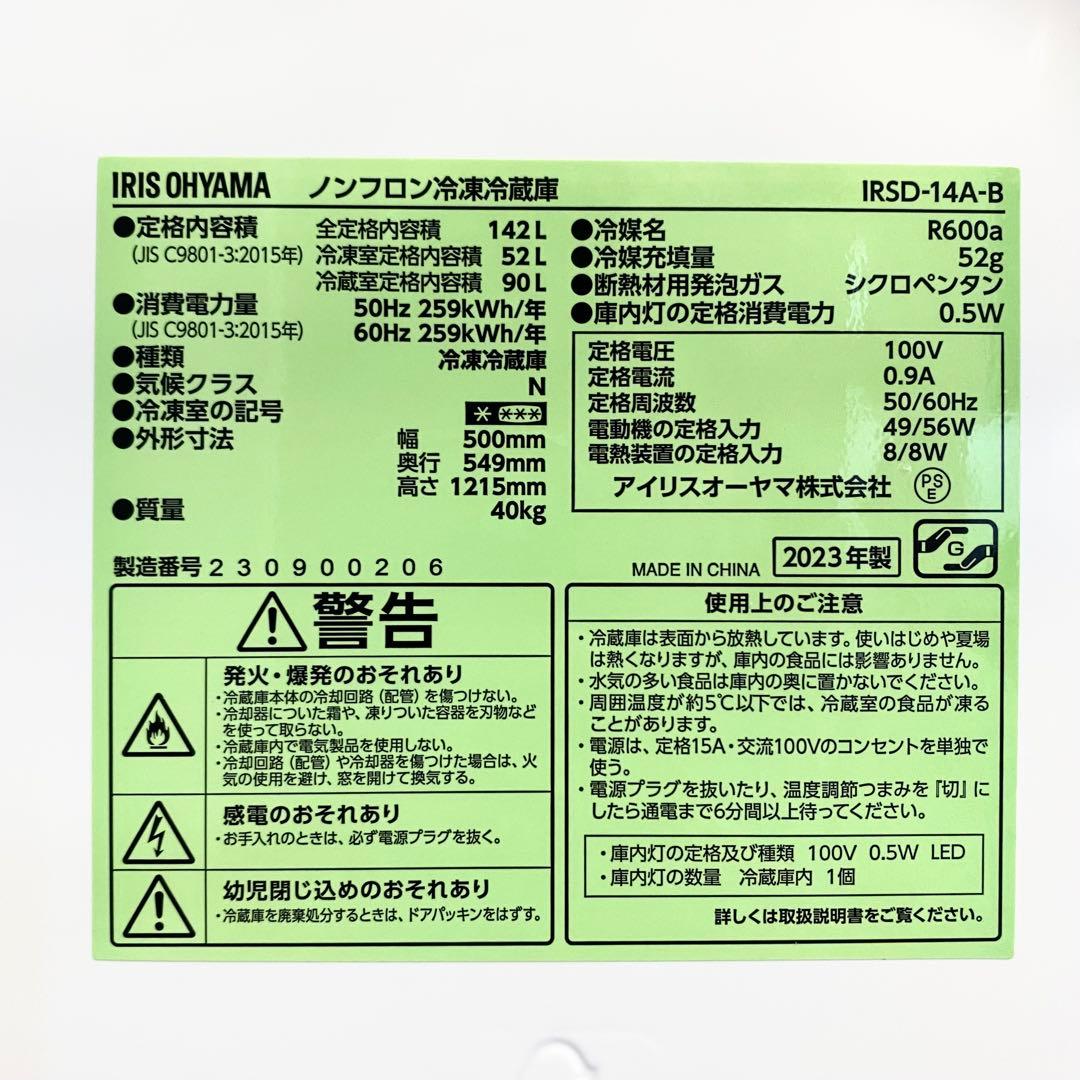 IRIS OHYAMA ノンフロン冷凍冷蔵庫 IRSD-14A-B
●定格内容積 全定格内容積 142L
(JIS C9801-3:2015年) 冷凍室定格内容積 52L
冷蔵室定格内容積 90L
●消費電力量 50Hz 259kWh/年
(JIS C9801-3:2015年) 60Hz 259kWh/年
●種類 冷凍冷蔵庫
●気候クラス N
●冷凍室の記号 * ***
●外形寸法 幅 500mm
奥行 549mm
高さ 1215mm
●質量 40kg
●冷媒名 R600a
●冷媒充填量 52g
●断熱材用発泡ガス シクロペンタン
●庫内灯の定格消費電力 0.5W
定格電圧 100V
定格電流 0.9A
定格周波数 50/60Hz
電動機の定格入力 49/56W
電熱装置の定格入力 8/8W
アイリスオーヤマ株式会社 PSE
製造番号 230900206
MADE IN CHINA 2023年製 G
警告
発火・爆発のおそれあり
・冷蔵庫本体の冷却回路(配管)を傷つけない。
・冷却器についた霜や、凍りついた容器を刃物など
を使って取らない。
・冷蔵庫内で電気製品を使用しない。
・冷却回路(配管)や冷却器を傷つけた場合は、火
気の使用を避け、窓を開けて換気する。
感電のおそれあり
・お手入れのときは、必ず電源プラグを抜く。
幼児閉じ込めのおそれあり
・冷蔵庫を廃棄処分するときは、ドアパッキンをはずす。
使用上のご注意
・冷蔵庫は表面から放熱しています。使いはじめや夏場
は熱くなりますが、庫内の食品には影響ありません。
・水気の多い食品は庫内の奥に置かないでください。
・周囲温度が約5℃以下では、冷蔵室の食品が凍る
ことがあります。
・電源は、定格15A・交流100Vのコンセントを単独で
使う。
・電源プラグを抜いたり、温度調節つまみを『切』に
したら通電まで6分間以上待ってください。
・庫内灯の定格及び種類 100V 0.5W LED
・庫内灯の数量 冷蔵庫内 1個
詳しくは取扱説明書をご覧ください。